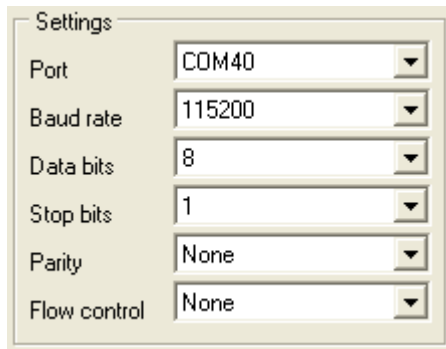 Settings
Port COM40
Baud rate 115200
Data bits 8
Stop bits 1
Parity None
Flow control None